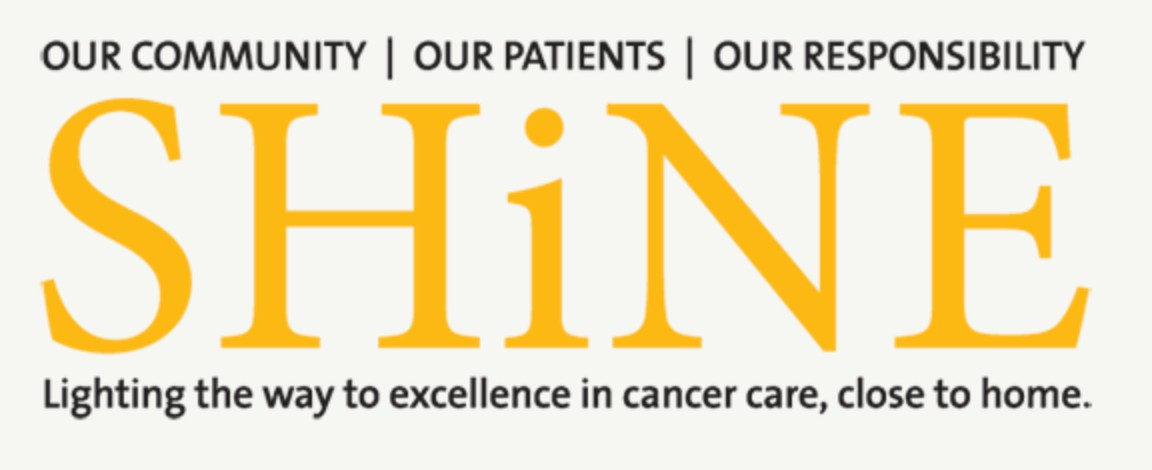 OUR COMMUNITY | OUR PATIENTS | OUR RESPONSIBILITY
SHiNE
Lighting the way to excellence in cancer care, close to home.